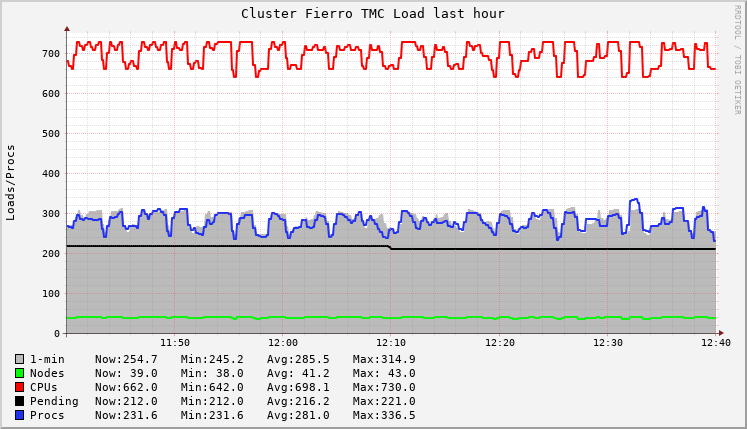 Cluster Fierro TMC Load last hour
RRDTOOL / TOBI OETIKER
Loads/Procs
700
600
500
400
300
200
100
0
11:50 12:00 12:10 12:20 12:30 12:40
1-min Now:254.7 Min:245.2 Avg:285.5 Max:314.9
Nodes Now: 39.0 Min: 38.0 Avg: 41.2 Max: 43.0
CPUs Now:662.0 Min:642.0 Avg:698.1 Max:730.0
Pending Now:212.0 Min:212.0 Avg:216.2 Max:221.0
Procs Now:231.6 Min:231.6 Avg:281.0 Max:336.5